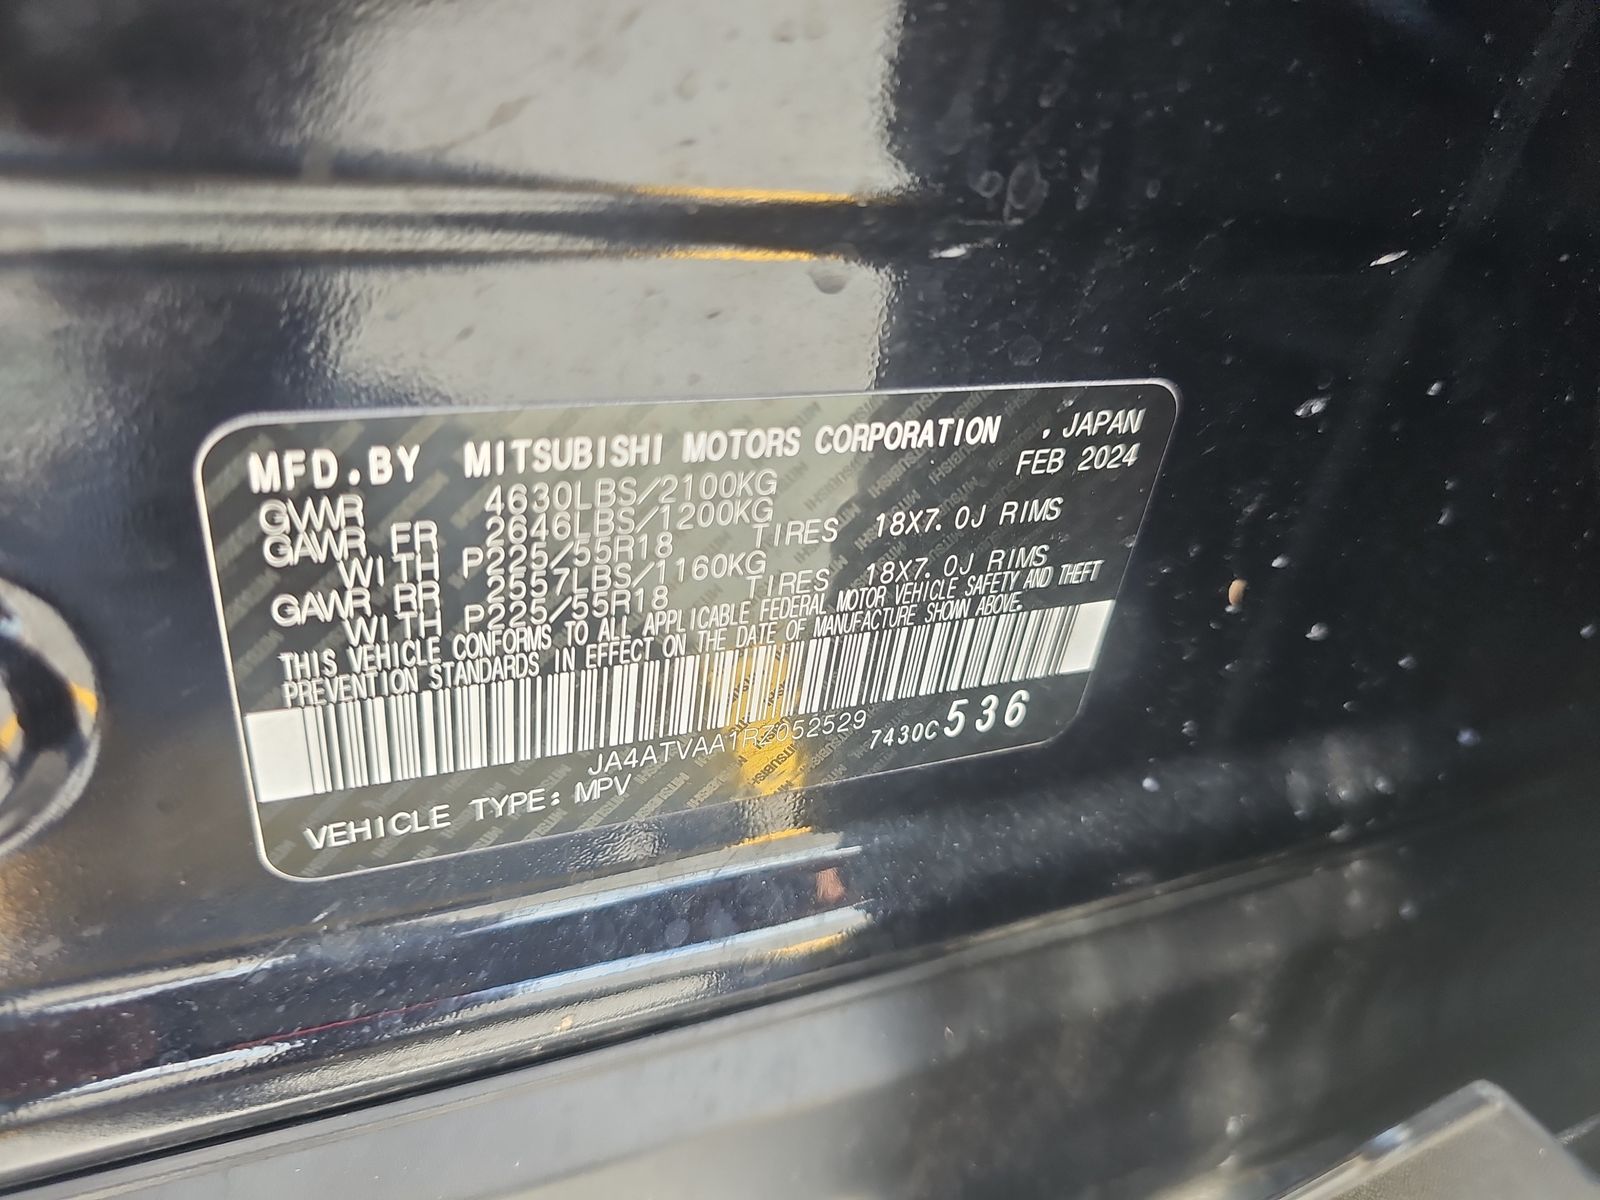 MFD.BY MITSUBISHI MOTORS CORPORATION . JAPAN
FEB 2024
GVWR 4630LBS/2100KG
GAWR FR 2646LBS/1200KG
WITH P225/55R18 TIRES 18X7.0J RIMS
GAWR RR 2557LBS/1160KG
WITH P225/55R18 TIRES 18X7.0J RIMS
THIS VEHICLE CONFORMS TO ALL APPLICABLE FEDERAL MOTOR VEHICLE SAFETY AND THEFT
PREVENTION STANDARDS IN EFFECT ON THE DATE OF MANUFACTURE SHOWN ABOVE.
JA4ATVAA1RZ052529 7430C 536
VEHICLE TYPE: MPV